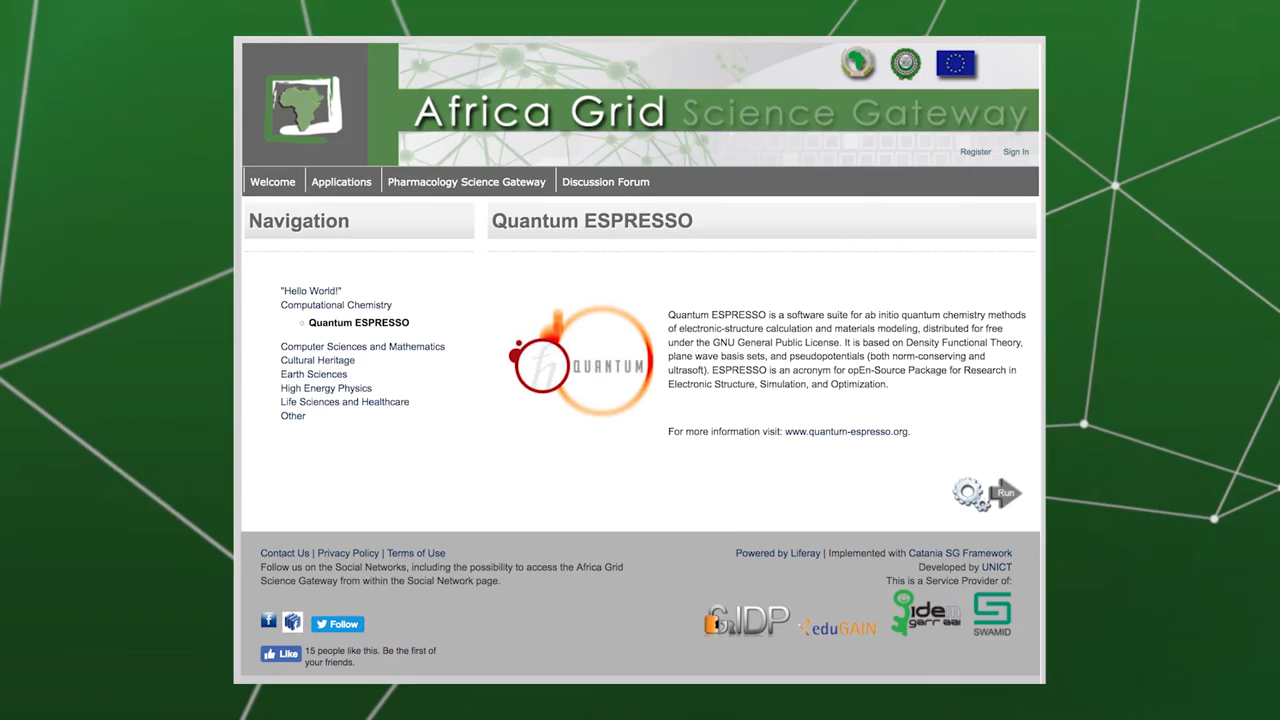 Africa Grid Science Gateway
Register Sign In
Welcome Applications Pharmacology Science Gateway Discussion Forum
Navigation
"Hello World!"
Computational Chemistry
Quantum ESPRESSO
Computer Sciences and Mathematics
Cultural Heritage
Earth Sciences
High Energy Physics
Life Sciences and Healthcare
Other
Quantum ESPRESSO
QUANTUM
Quantum ESPRESSO is a software suite for ab initio quantum chemistry methods
of electronic-structure calculation and materials modeling, distributed for free
under the GNU General Public License. It is based on Density Functional Theory,
plane wave basis sets, and pseudopotentials (both norm-conserving and
ultrasoft). ESPRESSO is an acronym for opEn-Source Package for Research in
Electronic Structure, Simulation, and Optimization.
For more information visit: www.quantum-espresso.org.
Run
Contact Us | Privacy Policy | Terms of Use
Follow us on the Social Networks, including the possibility to access the Africa Grid
Science Gateway from within the Social Network page.
Follow
Like
15 people like this. Be the first of
your friends.
Powered by Liferay | Implemented with Catania SG Framework
Developed by UNICT
This is a Service Provider of:
GrIDP
eduGAIN
idem
garr aai
SWAMID